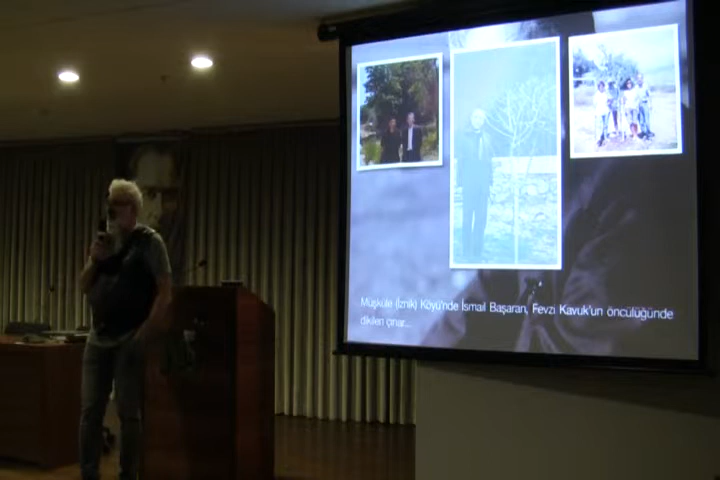 Müşküle (İznik) Köyü'nde İsmail Başaran, Fevzi Kavuk'un öncülüğünde
dikilen çınar...